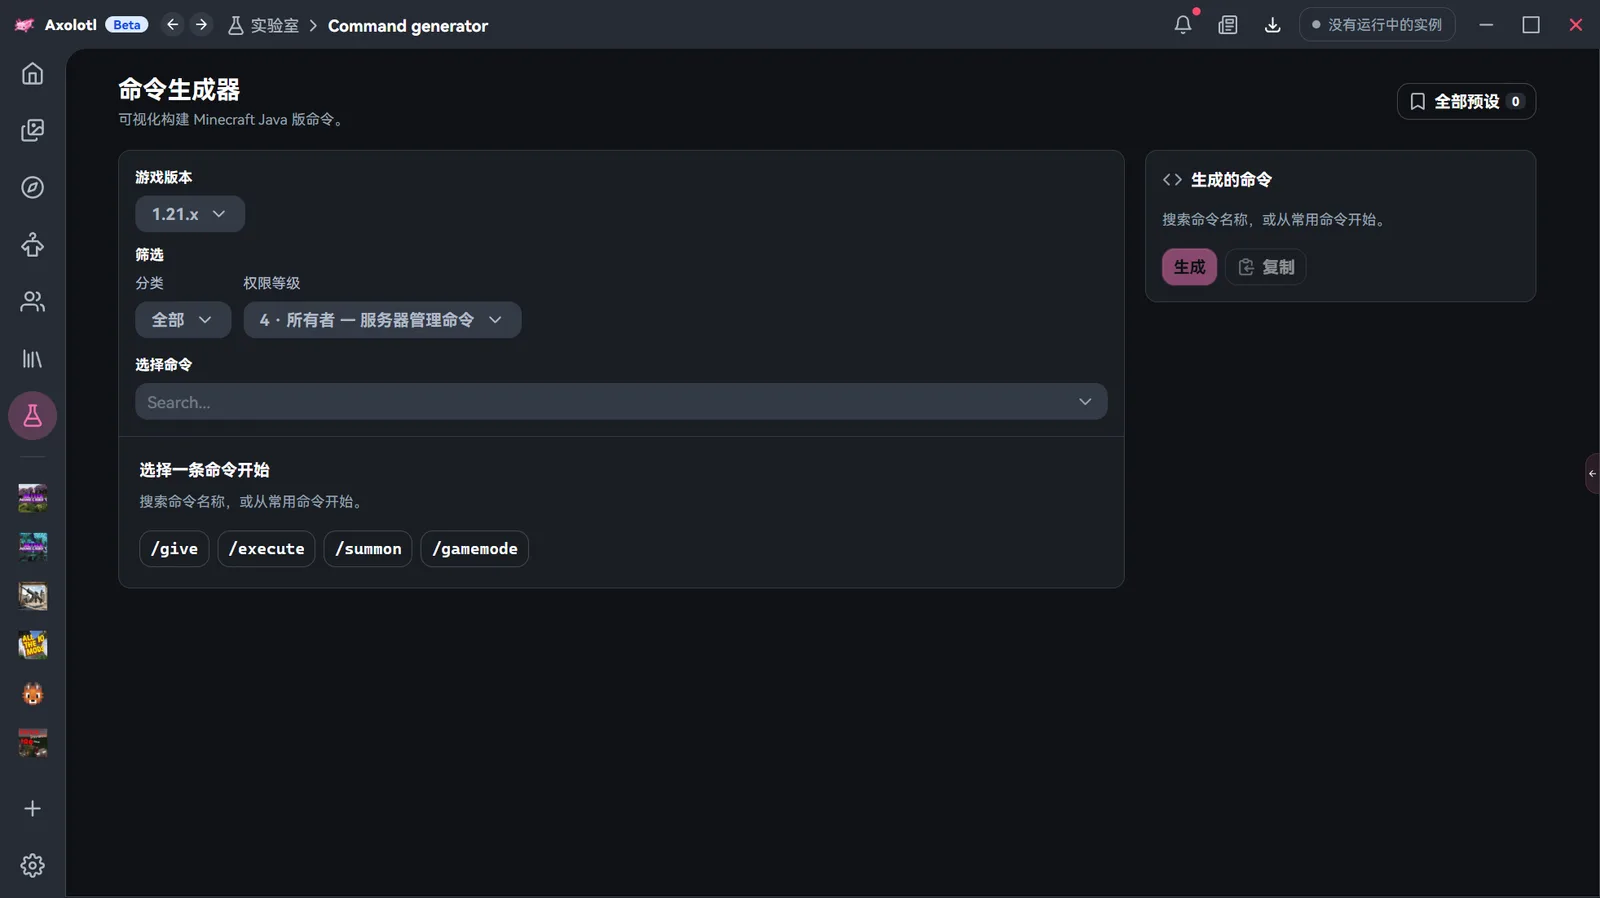 Axolotl Beta 实验室 Command generator 没有运行中的实例
命令生成器
可视化构建 Minecraft Java 版命令。
全部预设 0
游戏版本
1.21.x
筛选
分类 权限等级
全部 4 · 所有者 — 服务器管理命令
选择命令
Search...
选择一条命令开始
搜索命令名称，或从常用命令开始。
/give /execute /summon /gamemode
生成的命令
搜索命令名称，或从常用命令开始。
生成 复制
ALL THE MODS